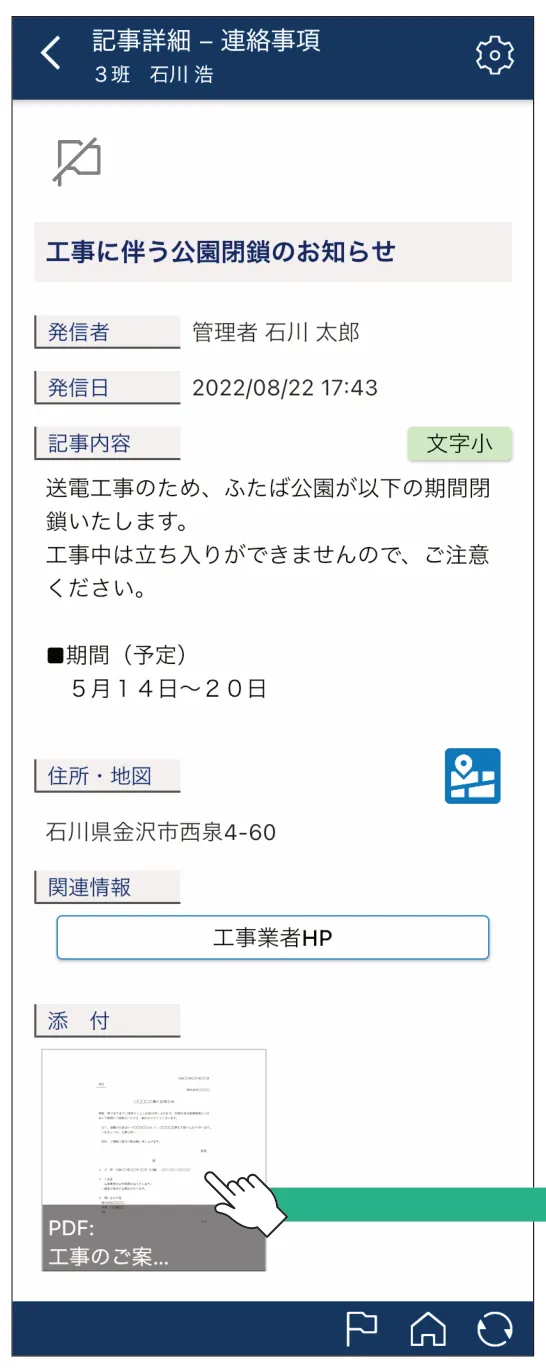 記事詳細 – 連絡事項
３班　石川 浩
工事に伴う公園閉鎖のお知らせ
発信者
管理者 石川 太郎
発信日
2022/08/22 17:43
記事内容
文字小
送電工事のため、ふたば公園が以下の期間閉
鎖いたします。
工事中は立ち入りができませんので、ご注意
ください。
■期間（予定）
５月１４日〜２０日
住所・地図
石川県金沢市西泉4-60
関連情報
工事業者HP
添　付
PDF:
工事のご案...